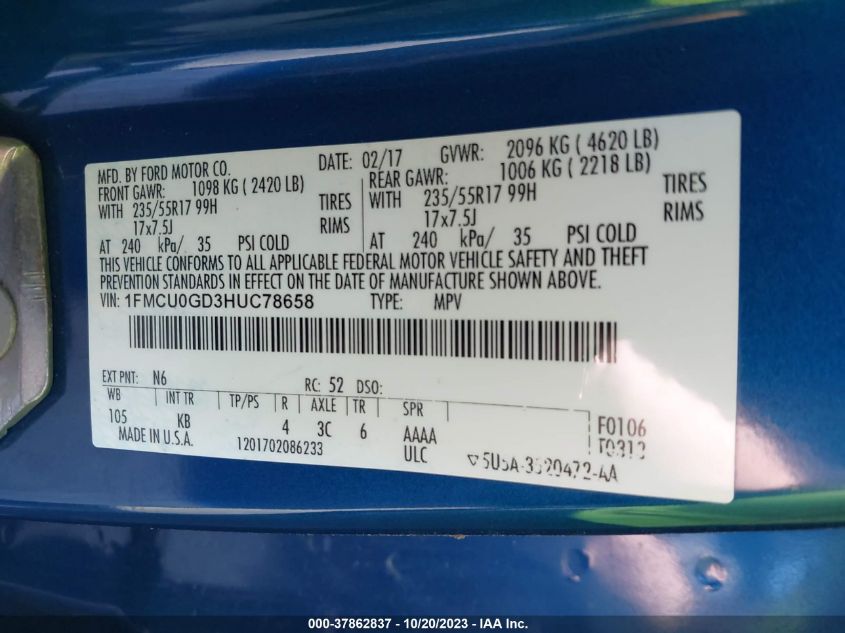 MFD. BY FORD MOTOR CO. DATE: 02/17 GVWR: 2096 KG ( 4620 LB)
FRONT GAWR: 1098 KG ( 2420 LB) REAR GAWR: 1006 KG ( 2218 LB)
WITH 235/55R17 99H TIRES WITH 235/55R17 99H TIRES
17x7.5J RIMS 17x7.5J RIMS
AT 240 kPa/ 35 PSI COLD AT 240 kPa/ 35 PSI COLD
THIS VEHICLE CONFORMS TO ALL APPLICABLE FEDERAL MOTOR VEHICLE SAFETY AND THEFT
PREVENTION STANDARDS IN EFFECT ON THE DATE OF MANUFACTURE SHOWN ABOVE.
VIN: 1FMCU0GD3HUC78658 TYPE: MPV
EXT PNT: N6 RC: 52 DSO:
WB INT TR TP/PS R AXLE TR SPR
105 KB 4 3C 6 AAAA F0106
MADE IN U.S.A. 1201702086233 ULC
000-37862837 - 10/20/2023 - IAAI.com